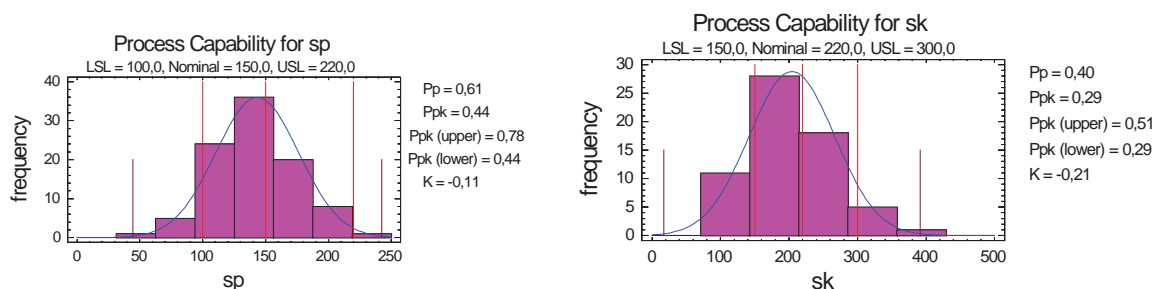 Process Capability for sp
LSL = 100,0, Nominal = 150,0, USL = 220,0
frequency
40
30
20
10
0
0 50 100 150 200 250
sp
Pp = 0,61
Ppk = 0,44
Ppk (upper) = 0,78
Ppk (lower) = 0,44
K = -0,11
Process Capability for sk
LSL = 150,0, Nominal = 220,0, USL = 300,0
frequency
30
25
20
15
10
5
0
0 100 200 300 400 500
sk
Pp = 0,40
Ppk = 0,29
Ppk (upper) = 0,51
Ppk (lower) = 0,29
K = -0,21